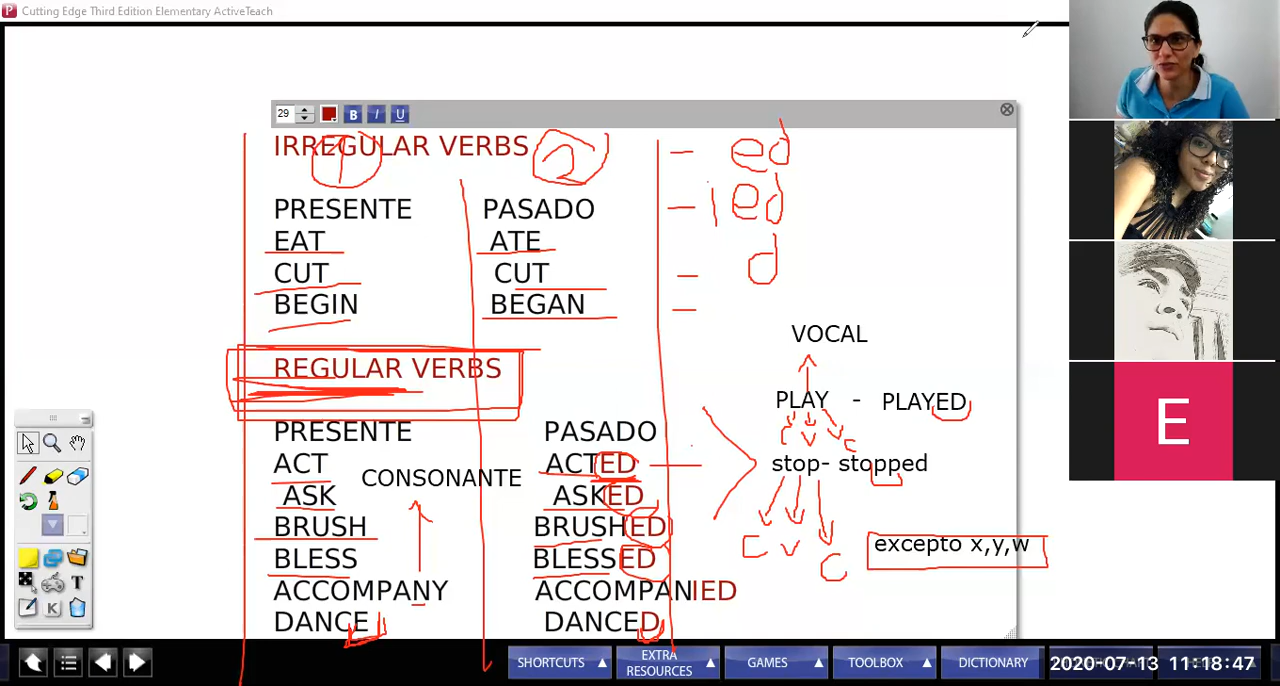 Cutting Edge Third Edition Elementary ActiveTeach
29 B I U
IRREGULAR VERBS
1 2
- ed
- ied
- d
-
PRESENTE PASADO
EAT ATE
CUT CUT
BEGIN BEGAN
REGULAR VERBS
PRESENTE PASADO
ACT ACTED
ASK ASKED
BRUSH BRUSHED
BLESS BLESSED
ACCOMPANY ACCOMPANIED
DANCE DANCED
CONSONANTE
VOCAL
PLAY - PLAYED
C V C
stop- stopped
C V C
excepto x,y,w
E
T
K
SHORTCUTS
EXTRA
RESOURCES
GAMES
TOOLBOX
DICTIONARY
2020-07-13 11:18:47